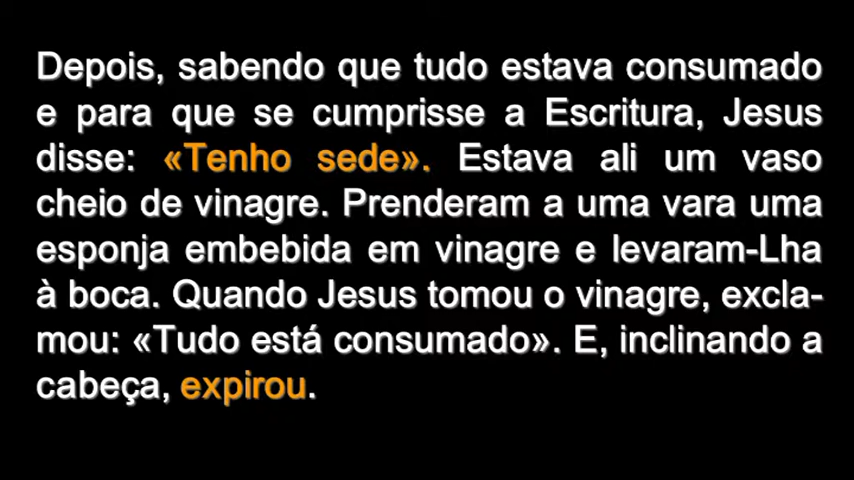 Depois, sabendo que tudo estava consumado
e para que se cumprisse a Escritura, Jesus
disse: «Tenho sede». Estava ali um vaso
cheio de vinagre. Prenderam a uma vara uma
esponja embebida em vinagre e levaram-Lha
à boca. Quando Jesus tomou o vinagre, excla-
mou: «Tudo está consumado». E, inclinando a
cabeça, expirou.